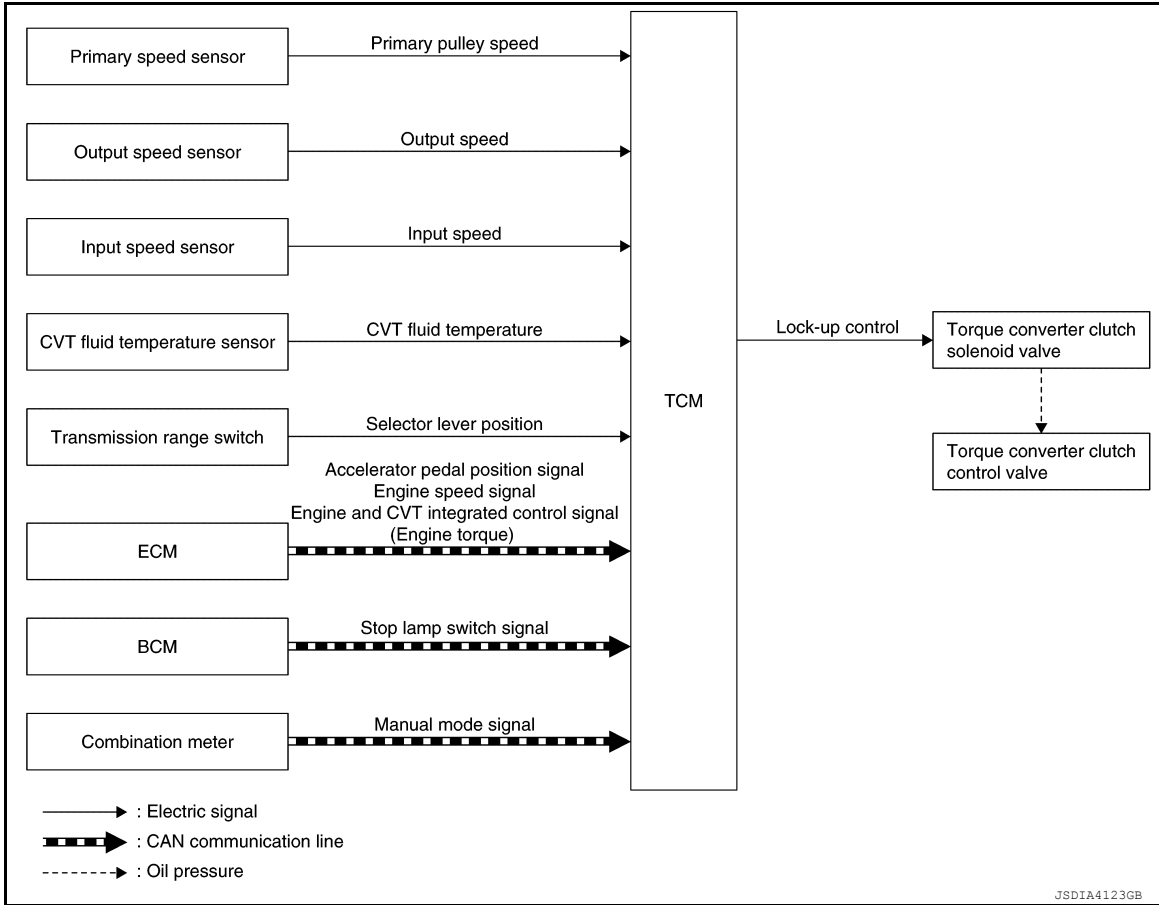 Primary speed sensor
Primary pulley speed
Output speed sensor
Output speed
Input speed sensor
Input speed
CVT fluid temperature sensor
CVT fluid temperature
Transmission range switch
Selector lever position
ECM
Accelerator pedal position signal
Engine speed signal
Engine and CVT integrated control signal
(Engine torque)
BCM
Stop lamp switch signal
Combination meter
Manual mode signal
TCM
Lock-up control
Torque converter clutch
solenoid valve
Torque converter clutch
control valve
: Electric signal
: CAN communication line
: Oil pressure
JSDIA4123GB